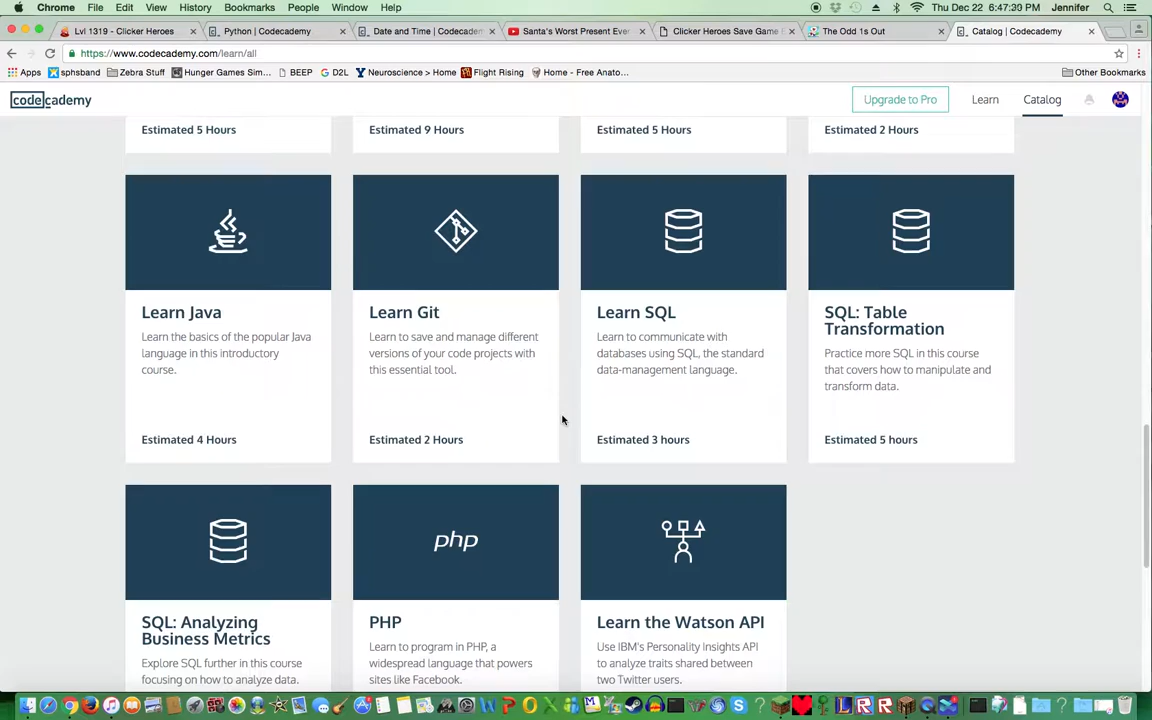 Chrome File Edit View History Bookmarks People Window Help Thu Dec 22 6:47:39 PM Jennifer
Lvl 1319 - Clicker Heroes Python | Codecademy Date and Time | Codecadem Santa's Worst Present Eve Clicker Heroes Save Game The Odd 1s Out Catalog | Codecademy
https://www.codecademy.com/learn/all
Apps sphsband Zebra Stuff Hunger Games Sim... BEEP D2L Neuroscience > Home Flight Rising Home - Free Anato... Other Bookmarks
codecademy Upgrade to Pro Learn Catalog
Estimated 5 Hours Estimated 9 Hours Estimated 5 Hours Estimated 2 Hours
Learn Java
Learn the basics of the popular Java
language in this introductory
course.
Estimated 4 Hours
Learn Git
Learn to save and manage different
versions of your code projects with
this essential tool.
Estimated 2 Hours
Learn SQL
Learn to communicate with
databases using SQL, the standard
data-management language.
Estimated 3 hours
SQL: Table
Transformation
Practice more SQL in this course
that covers how to manipulate and
transform data.
Estimated 5 hours
SQL: Analyzing
Business Metrics
Explore SQL further in this course
focusing on how to analyze data.
php
PHP
Learn to program in PHP, a
widespread language that powers
sites like Facebook.
Learn the Watson API
Use IBM's Personality Insights API
to analyze traits shared between
two Twitter users.